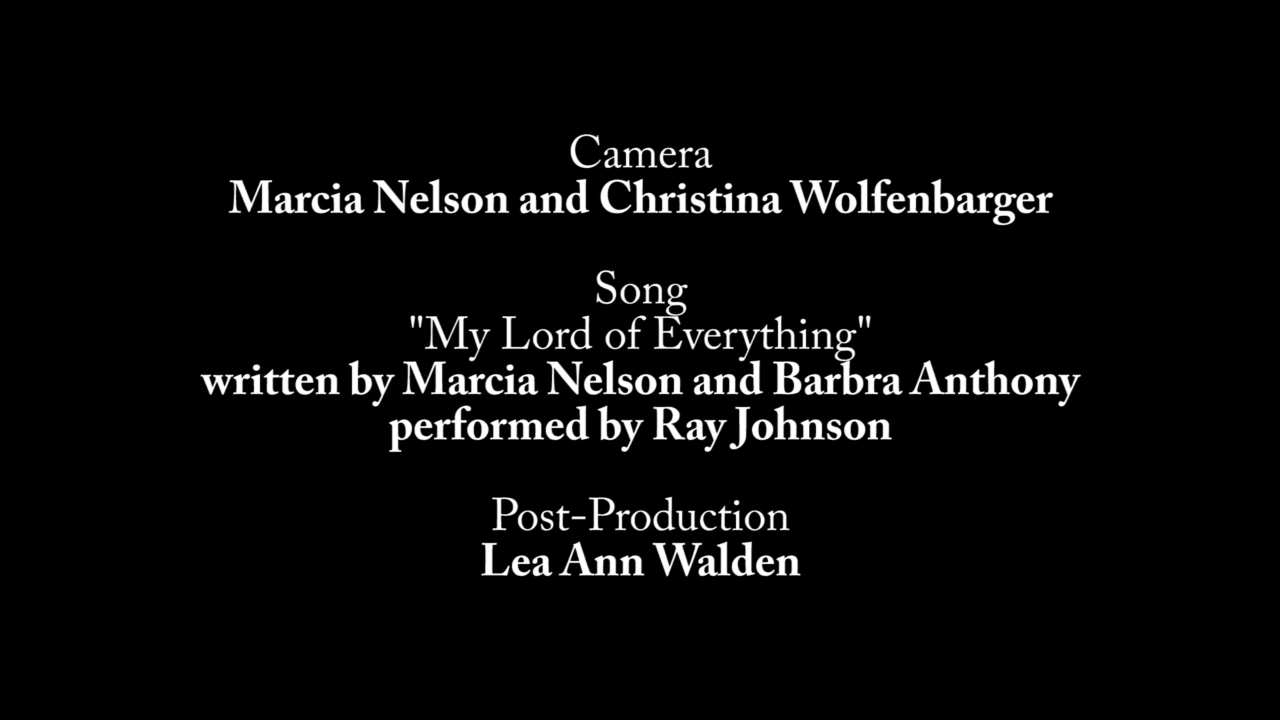 Camera
Marcia Nelson and Christina Wolfenbarger
Song
"My Lord of Everything"
written by Marcia Nelson and Barbra Anthony
performed by Ray Johnson
Post-Production
Lea Ann Walden